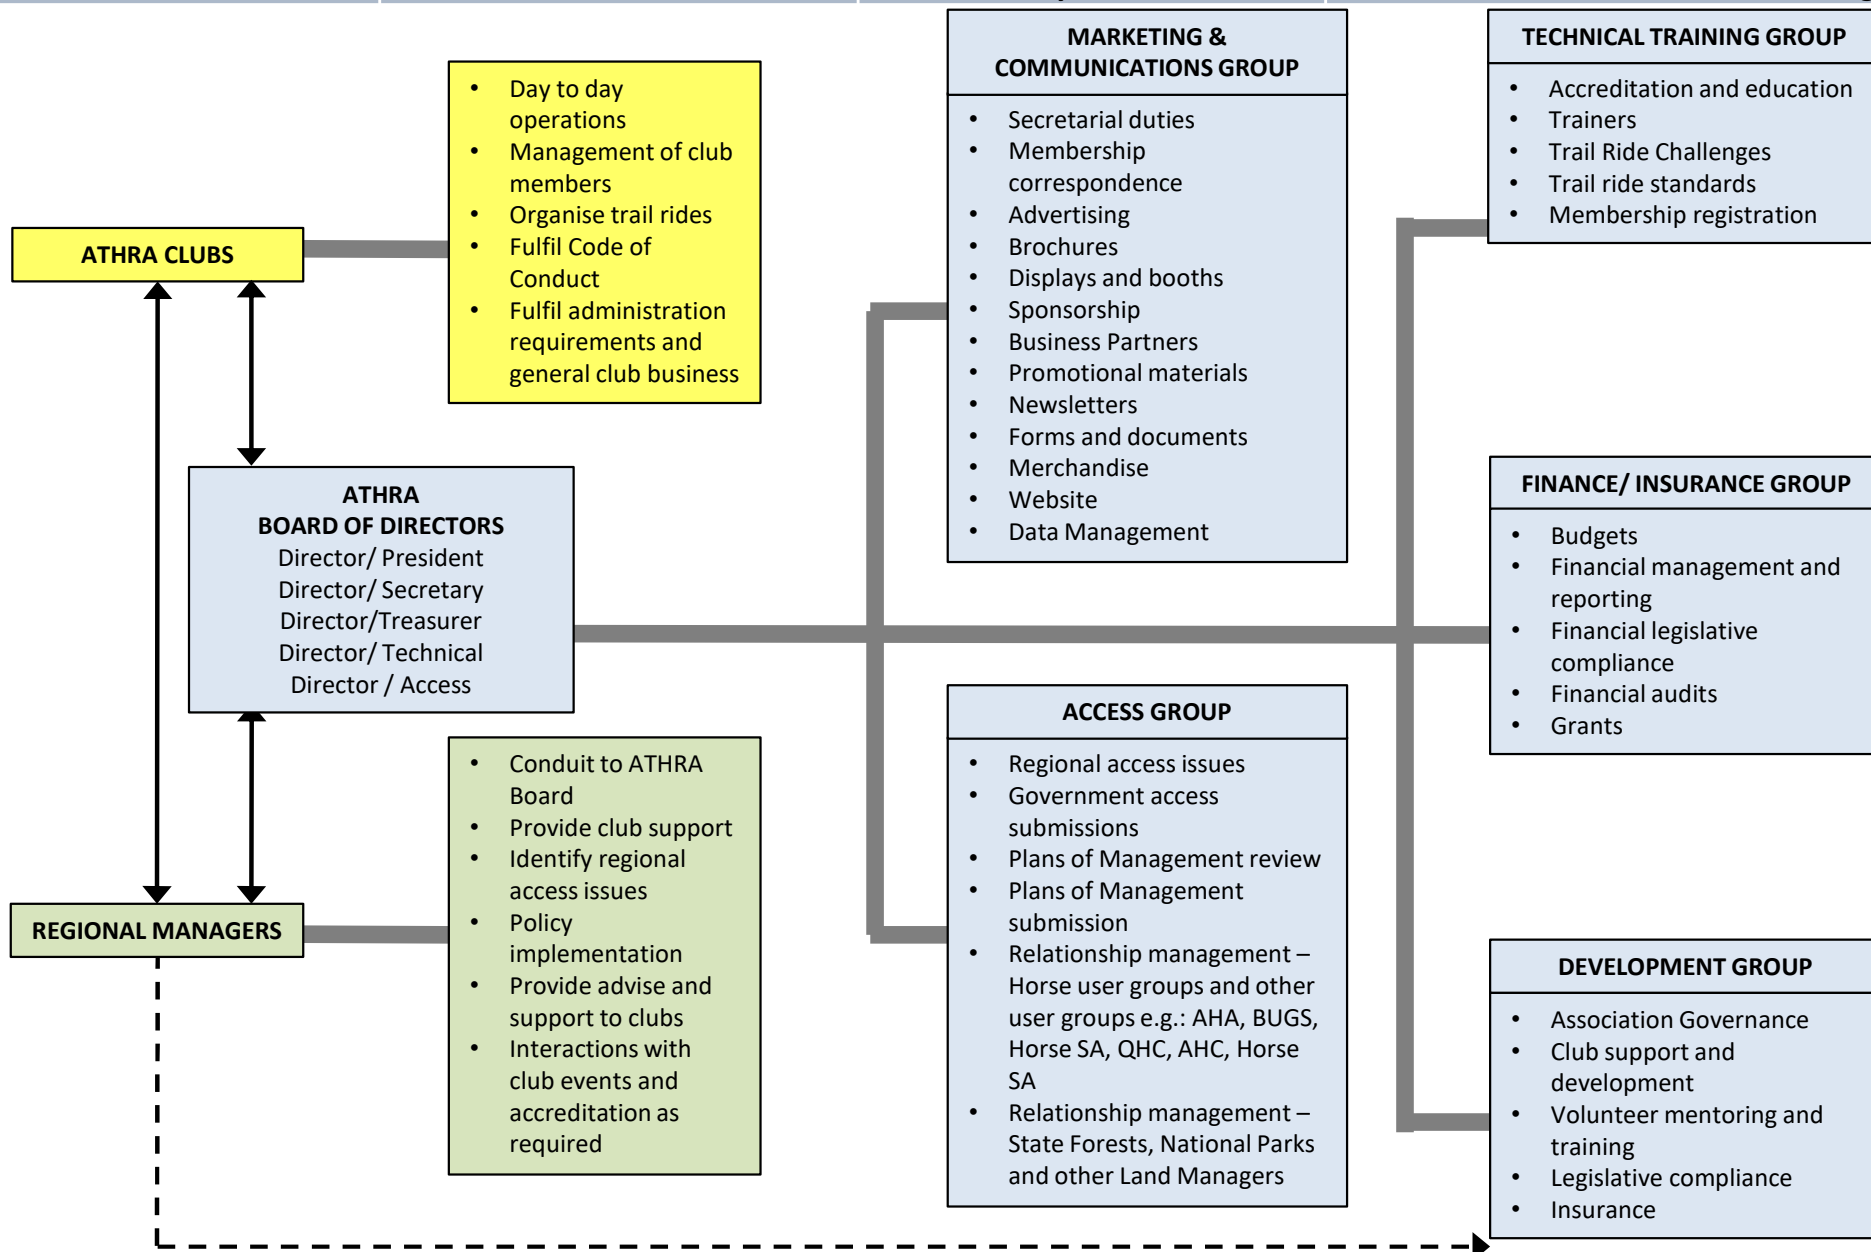 ATHRA CLUBS
• Day to day
operations
• Management of club
members
• Organise trail rides
• Fulfil Code of
Conduct
• Fulfil administration
requirements and
general club business
ATHRA
BOARD OF DIRECTORS
Director/ President
Director/ Secretary
Director/Treasurer
Director/ Technical
Director / Access
REGIONAL MANAGERS
• Conduit to ATHRA
Board
• Provide club support
• Identify regional
access issues
• Policy
implementation
• Provide advise and
support to clubs
• Interactions with
club events and
accreditation as
required
MARKETING &
COMMUNICATIONS GROUP
• Secretarial duties
• Membership
correspondence
• Advertising
• Brochures
• Displays and booths
• Sponsorship
• Business Partners
• Promotional materials
• Newsletters
• Forms and documents
• Merchandise
• Website
• Data Management
ACCESS GROUP
• Regional access issues
• Government access
submissions
• Plans of Management review
• Plans of Management
submission
• Relationship management –
Horse user groups and other
user groups e.g.: AHA, BUGS,
Horse SA, QHC, AHC, Horse
SA
• Relationship management –
State Forests, National Parks
and other Land Managers
TECHNICAL TRAINING GROUP
• Accreditation and education
• Trainers
• Trail Ride Challenges
• Trail ride standards
• Membership registration
FINANCE/ INSURANCE GROUP
• Budgets
• Financial management and
reporting
• Financial legislative
compliance
• Financial audits
• Grants
DEVELOPMENT GROUP
• Association Governance
• Club support and
development
• Volunteer mentoring and
training
• Legislative compliance
• Insurance